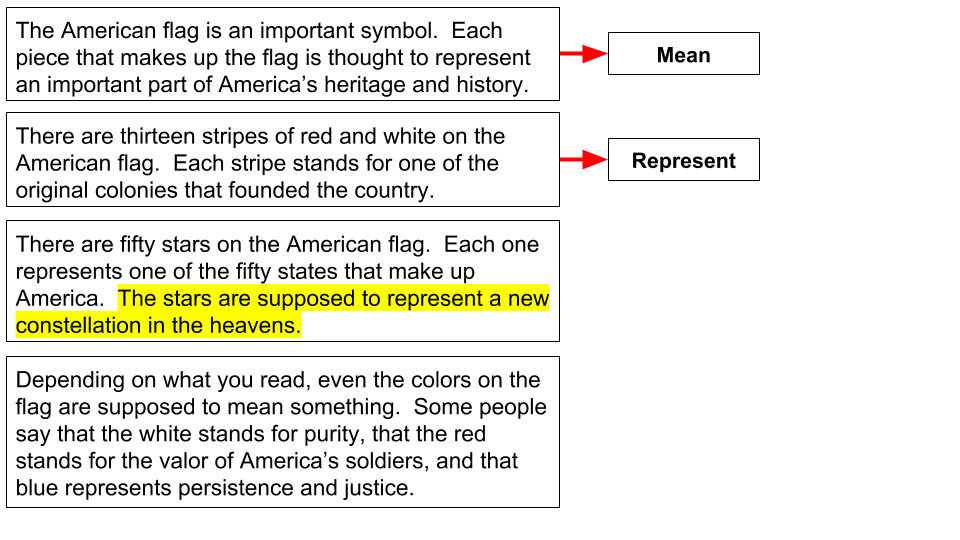 The American flag is an important symbol.  Each
piece that makes up the flag is thought to represent
an important part of America's heritage and history.
Mean
There are thirteen stripes of red and white on the
American flag.  Each stripe stands for one of the
original colonies that founded the country.
Represent
There are fifty stars on the American flag.  Each one
represents one of the fifty states that make up
America.  The stars are supposed to represent a new
constellation in the heavens.
Depending on what you read, even the colors on the
flag are supposed to mean something.  Some people
say that the white stands for purity, that the red
stands for the valor of America's soldiers, and that
blue represents persistence and justice.